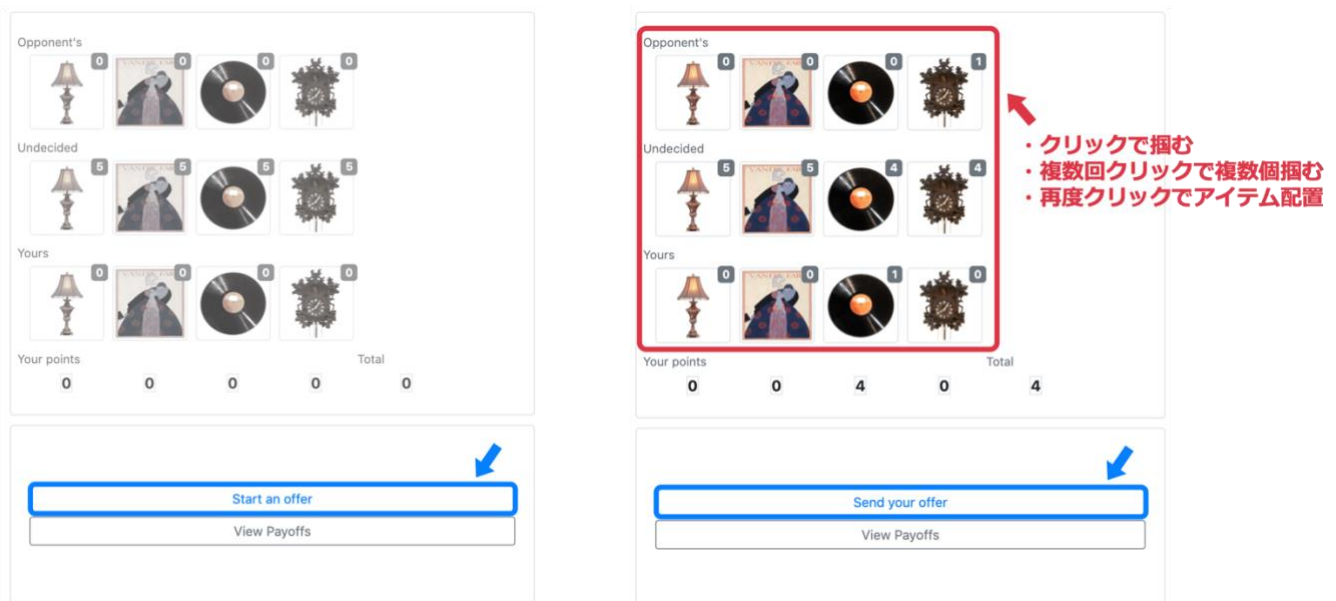 Opponent's
0 0 0 0
Undecided
5 5 5 5
Yours
0 0 0 0
Your points Total
0 0 0 0 0
Start an offer
View Payoffs
Opponent's
0 0 0 1
Undecided
5 5 4 4
Yours
0 0 1 0
Your points Total
0 0 4 0 4
Send your offer
View Payoffs
・クリックで掴む
・複数回クリックで複数個掴む
・再度クリックでアイテム配置